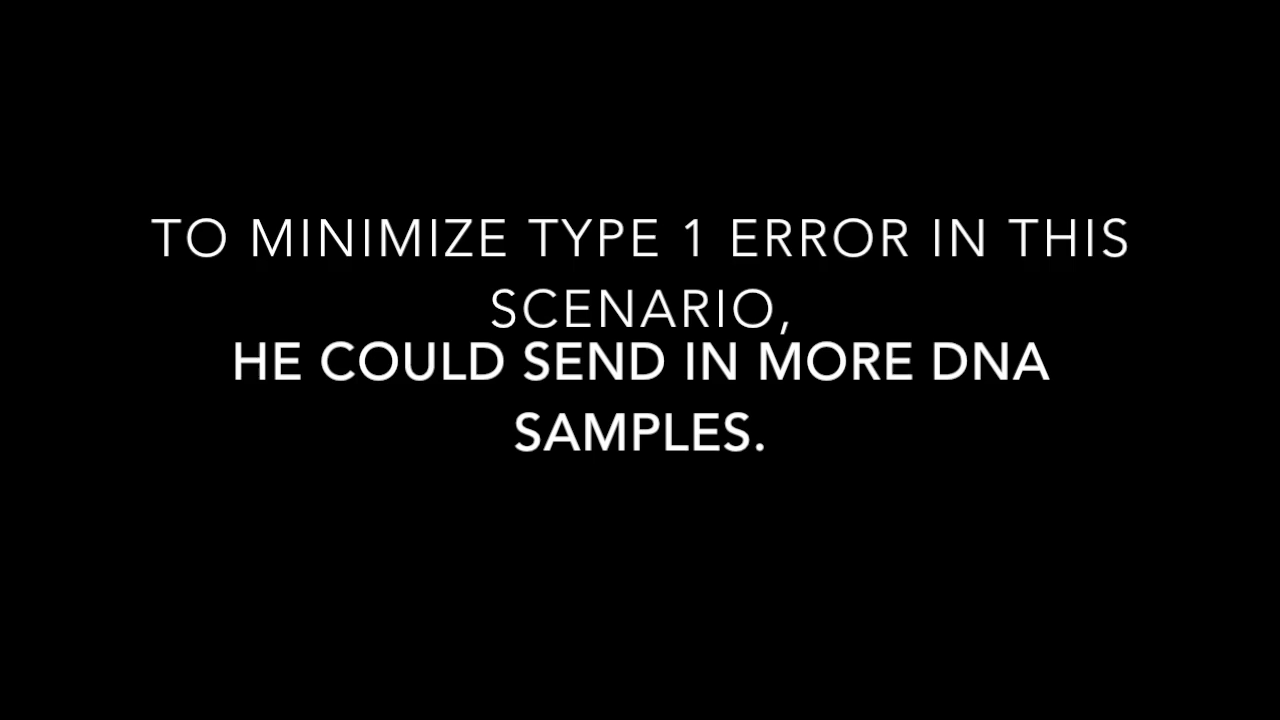 TO MINIMIZE TYPE 1 ERROR IN THIS
SCENARIO,
HE COULD SEND IN MORE DNA
SAMPLES.